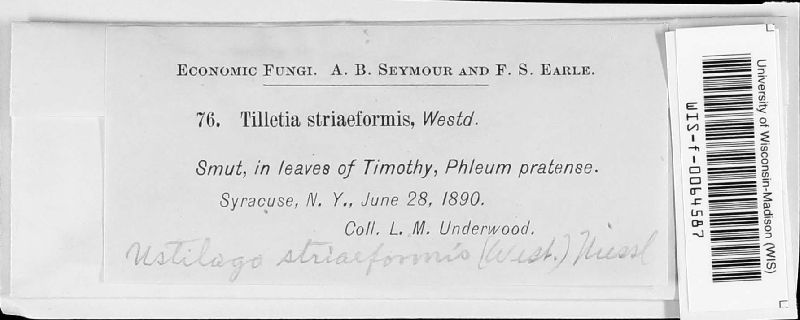 ECONOMIC FUNGI. A. B. SEYMOUR AND F. S. EARLE.
76. Tilletia striaeformis, Westd.
Smut, in leaves of Timothy, Phleum pratense.
Syracuse, N. Y., June 28, 1890.
Coll. L. M. Underwood.
Ustilago striaeformis (West.) Niessl
University of Wisconsin-Madison (WIS)
WIS-f-0064587